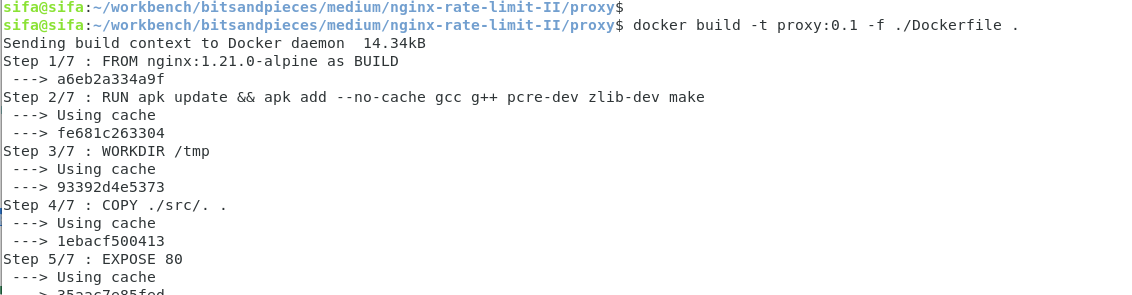 sifa@sifa:~/workbench/bitsandpieces/medium/nginx-rate-limit-II/proxy$
sifa@sifa:~/workbench/bitsandpieces/medium/nginx-rate-limit-II/proxy$ docker build -t proxy:0.1 -f ./Dockerfile .
Sending build context to Docker daemon  14.34kB
Step 1/7 : FROM nginx:1.21.0-alpine as BUILD
 ---> a6eb2a334a9f
Step 2/7 : RUN apk update && apk add --no-cache gcc g++ pcre-dev zlib-dev make
 ---> Using cache
 ---> fe681c263304
Step 3/7 : WORKDIR /tmp
 ---> Using cache
 ---> 93392d4e5373
Step 4/7 : COPY ./src/. .
 ---> Using cache
 ---> 1ebacf500413
Step 5/7 : EXPOSE 80
 ---> Using cache
 --->